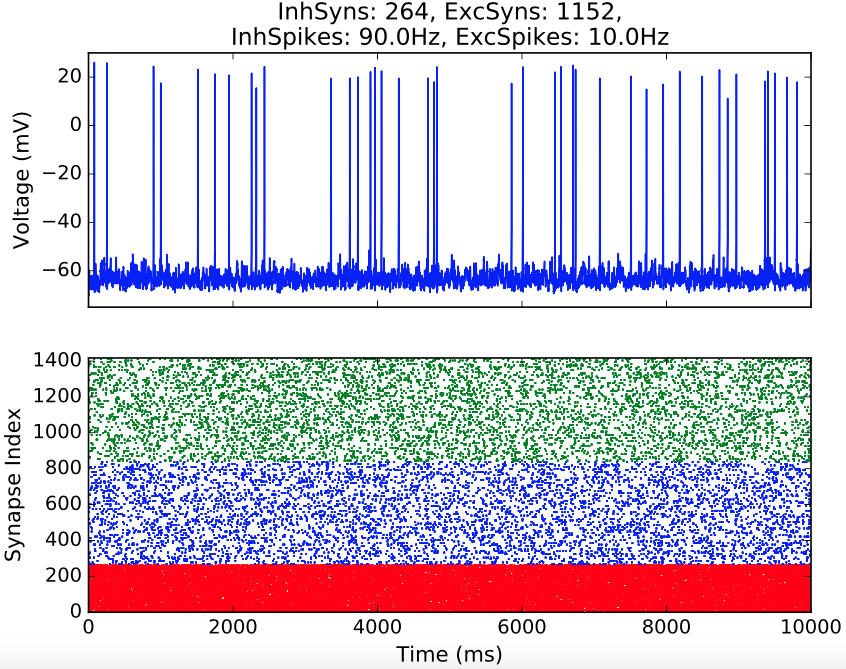 InhSyns: 264, ExcSyns: 1152,
InhSpikes: 90.0Hz, ExcSpikes: 10.0Hz
20
0
−20
−40
−60
Voltage (mV)
1400
1200
1000
800
600
400
200
0
Synapse Index
0 2000 4000 6000 8000 10000
Time (ms)